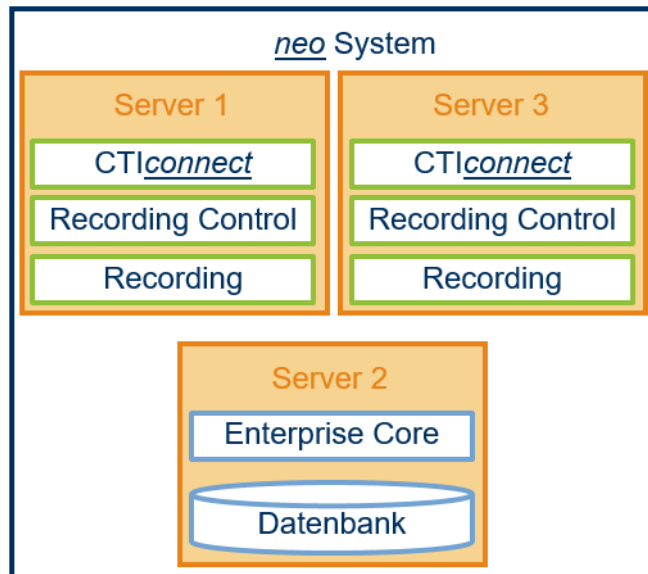 neo System
Server 1
CTIconnect
Recording Control
Recording
Server 3
CTIconnect
Recording Control
Recording
Server 2
Enterprise Core
Datenbank